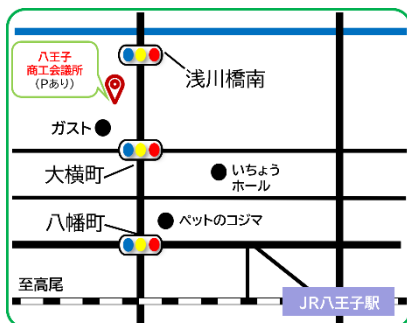 八王子
商工会議所
(Pあり)
浅川橋南
ガスト
大横町
いちょう
ホール
八幡町
ペットのコジマ
至高尾
JR八王子駅